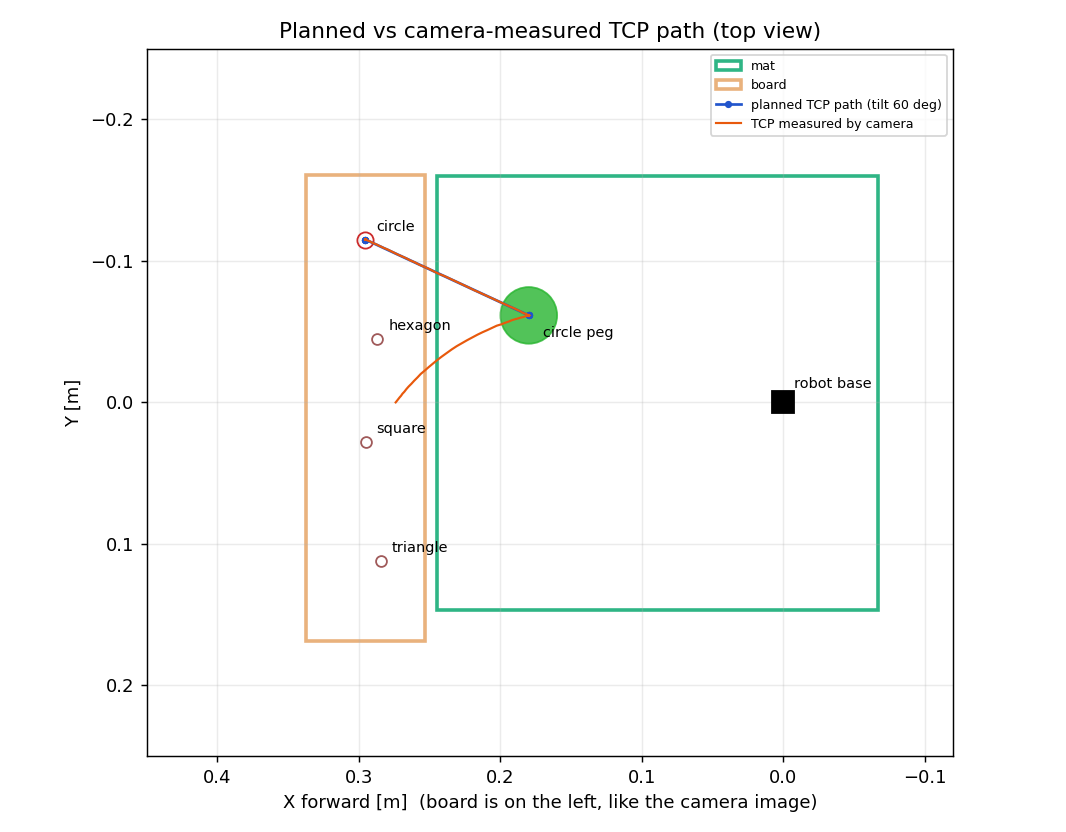 Planned vs camera-measured TCP path (top view)
mat
board
planned TCP path (tilt 60 deg)
TCP measured by camera
−0.2
−0.1
0.0
0.1
0.2
Y [m]
circle
hexagon
circle peg
robot base
square
triangle
0.4
0.3
0.2
0.1
0.0
−0.1
X forward [m]  (board is on the left, like the camera image)